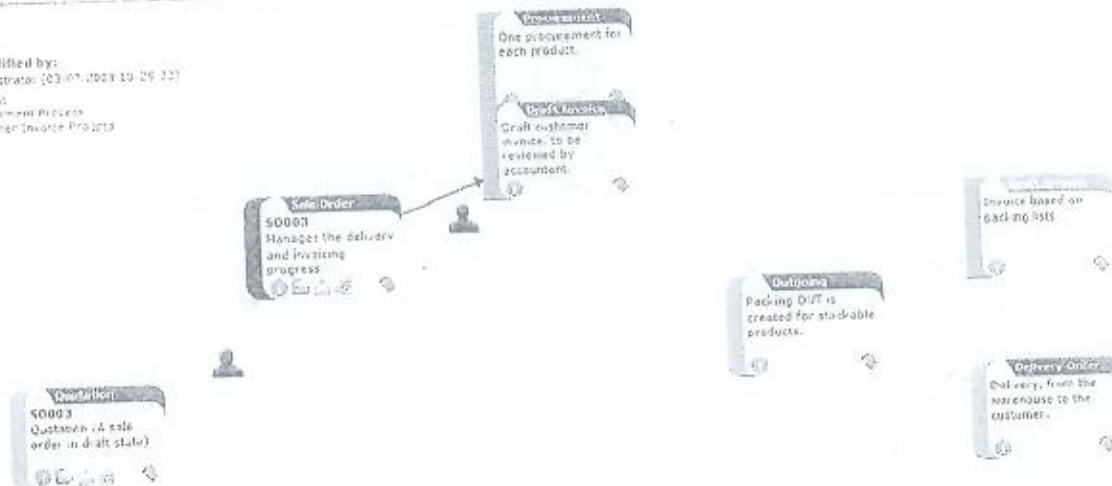 Procurement
One procurement for
each product.
Draft Invoice
Draft customer
invoice, to be
reviewed by
accountant.
Sale Order
SO003
Manages the delivery
and invoicing
progress
Invoice based on
packing lists
Outgoing
Packing OUT is
created for stockable
products.
Delivery Order
Delivery, from the
warehouse to the
customer.
Quotation
SO003
Quotation (A sale
order in draft state)